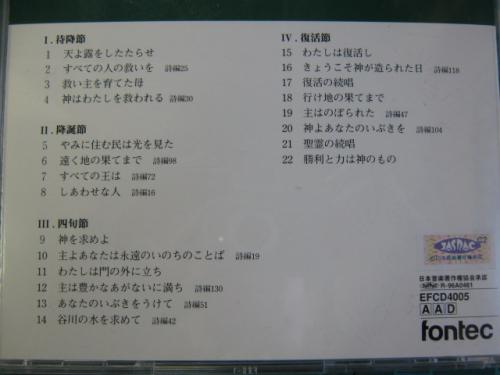 I. 待降節
1 天よ露をしたたらせ
2 すべての人の救いを 詩編25
3 救い主を育てた母
4 神はわたしを救われる 詩編30
II. 降誕節
5 やみに住む民は光を見た
6 遠く地の果てまで 詩編98
7 すべての王は 詩編72
8 しあわせな人 詩編16
III. 四旬節
9 神を求めよ
10 主よあなたは永遠のいのちのことば 詩編19
11 わたしは門の外に立ち
12 主は豊かなあがないに満ち 詩編130
13 あなたのいぶきをうけて 詩編51
14 谷川の水を求めて 詩編42
IV. 復活節
15 わたしは復活し
16 きょうこそ神が造られた日 詩編118
17 復活の続唱
18 行け地の果てまで
19 主はのぼられた 詩編47
20 神よあなたのいぶきを 詩編104
21 聖霊の続唱
22 勝利と力は神のもの
JASRAC
日本音楽著作権協会承認
R-96A0461
EFCD4005
A A D
fontec